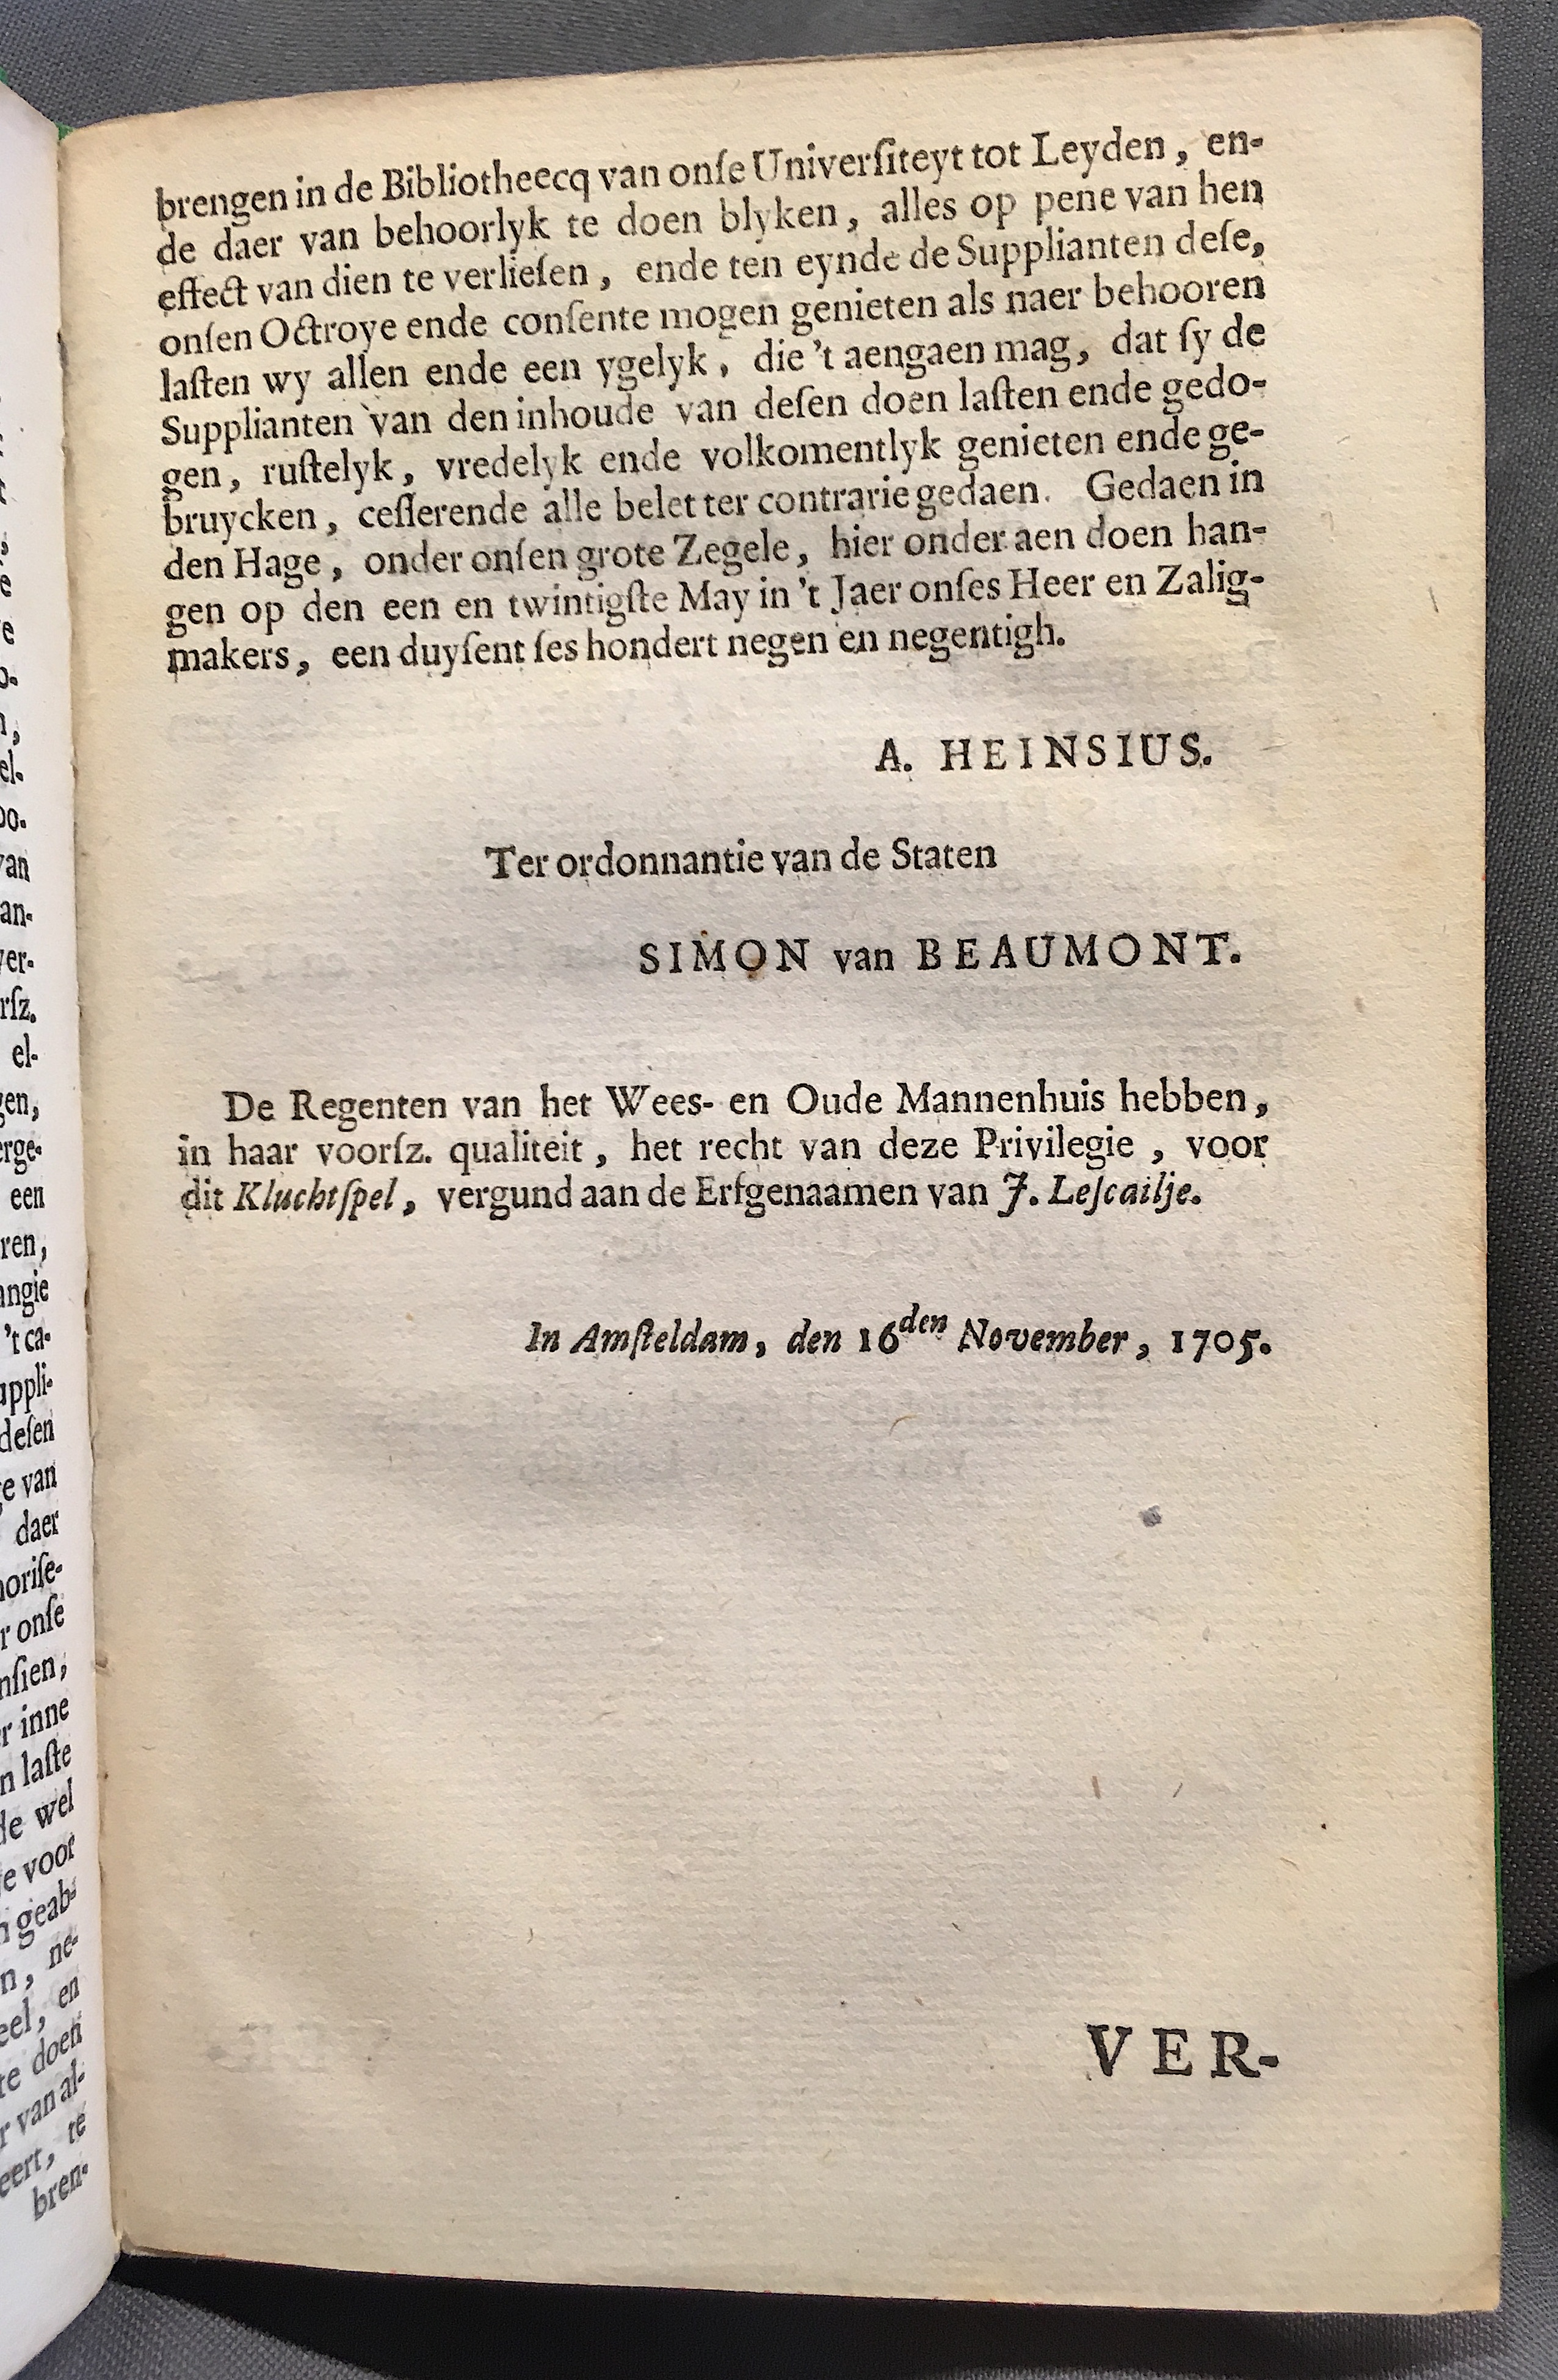 brengen in de Bibliotheecq van onſe Univerſiteyt tot Leyden, en-
de daer van behoorlyk te doen blyken, alles op pene van hen
effect van dien te verlieſen, ende ten eynde de Supplianten deſe,
onſen Octroye ende conſente mogen genieten als naer behooren
laſten wy allen ende een ygelyk, die 't aengaen mag, dat ſy de
Supplianten van den inhoude van deſen doen laſten ende gedo-
gen, ruſtelyk, vredelyk ende volkomentlyk genieten ende ge-
bruycken, ceſſerende alle belet ter contrarie gedaen. Gedaen in
den Hage, onder onſen grote Zegele, hier onder aen doen han-
gen op den een en twintigſte May in 't Jaer onſes Heer en Zalig-
makers, een duyſent ſes hondert negen en negentigh.
A. HEINSIUS.
Ter ordonnantie van de Staten
SIMON van BEAUMONT.
De Regenten van het Wees- en Oude Mannenhuis hebben,
in haar voorſz. qualiteit, het recht van deze Privilegie, voor
dit Kluchtſpel, vergund aan de Erfgenaamen van J. Leſcailje.
In Amſteldam, den 16den November, 1705.
VER-